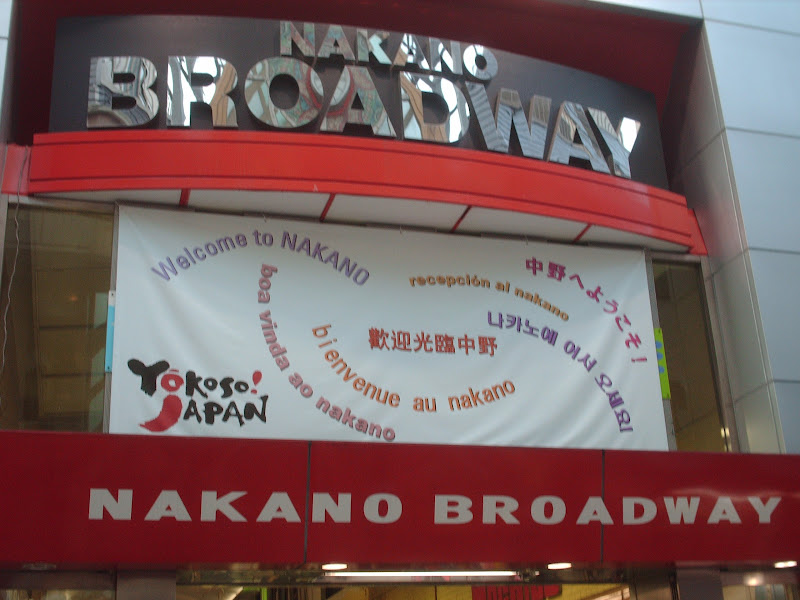 NAKANO
BROADWAY
Welcome to NAKANO
中野へようこそ!
recepción al nakano
나카노에 어서 오세요!
歡迎光臨中野
boa vinda ao nakano
bienvenue au nakano
YŌKOSO!
JAPAN
NAKANO BROADWAY